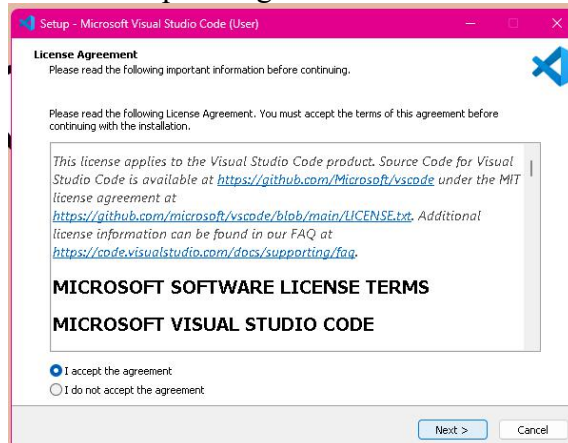 Setup - Microsoft Visual Studio Code (User)
License Agreement
Please read the following important information before continuing.
Please read the following License Agreement. You must accept the terms of this agreement before
continuing with the installation.
This license applies to the Visual Studio Code product. Source Code for Visual
Studio Code is available at https://github.com/Microsoft/vscode under the MIT
license agreement at
https://github.com/microsoft/vscode/blob/main/LICENSE.txt. Additional
license information can be found in our FAQ at
https://code.visualstudio.com/docs/supporting/faq.
MICROSOFT SOFTWARE LICENSE TERMS
MICROSOFT VISUAL STUDIO CODE
I accept the agreement
I do not accept the agreement
Next >
Cancel